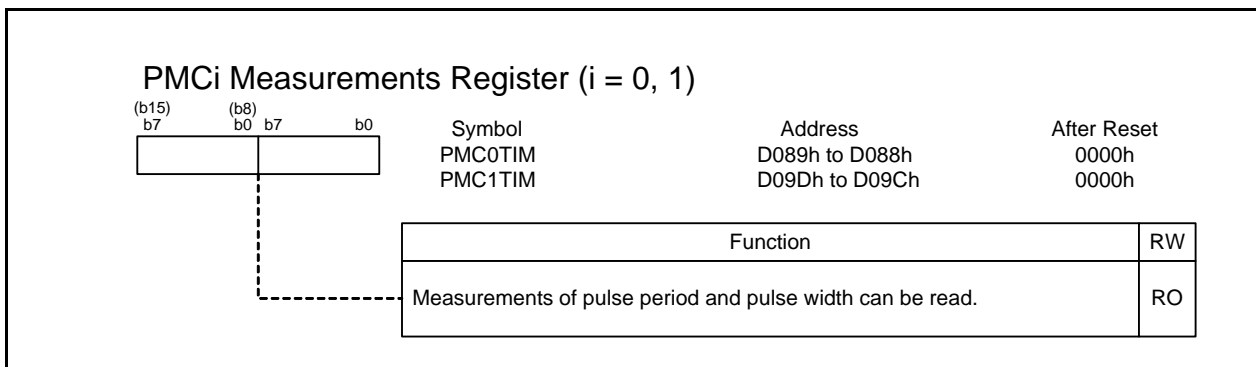 PMCi Measurements Register (i = 0, 1)
(b15) (b8)
b7 b0 b7 b0
Symbol Address After Reset
PMC0TIM D089h to D088h 0000h
PMC1TIM D09Dh to D09Ch 0000h
Function RW
Measurements of pulse period and pulse width can be read. RO